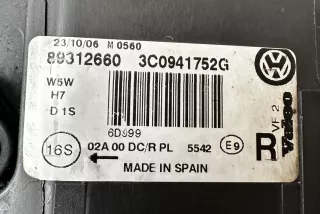 23/10/06 M 0560
89312660 3C0941752G
W5W
H7
D1S
6D999
VF 2
Valeo
R
16S
02A 00 DC/R PL 5542 E9
MADE IN SPAIN